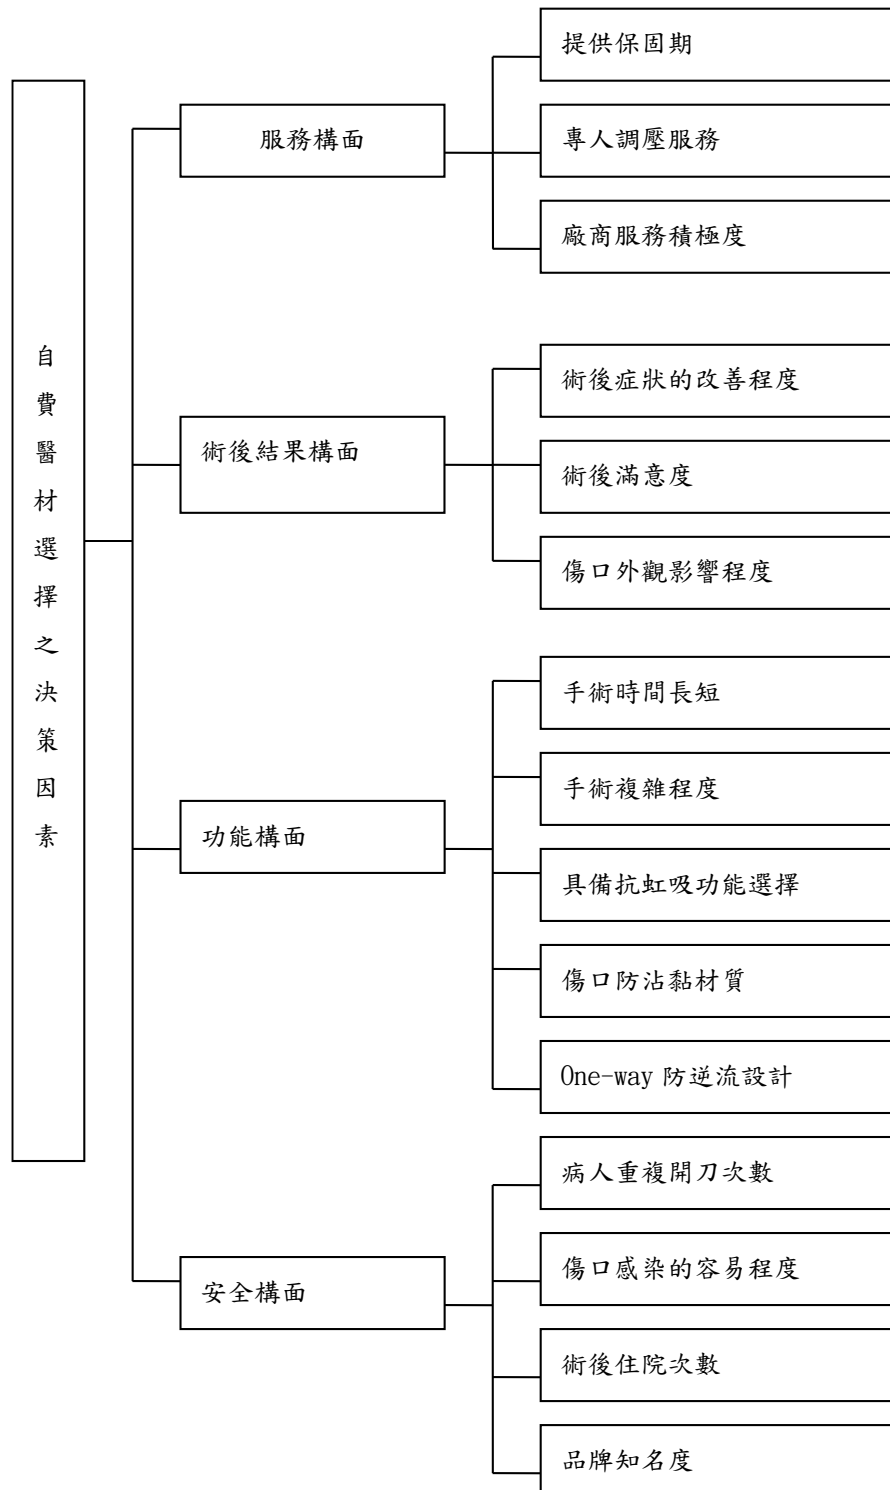 自費醫材選擇之決策因素
服務構面
提供保固期
專人調壓服務
廠商服務積極度
術後結果構面
術後症狀的改善程度
術後滿意度
傷口外觀影響程度
功能構面
手術時間長短
手術複雜程度
具備抗虹吸功能選擇
傷口防沾黏材質
One-way 防逆流設計
安全構面
病人重複開刀次數
傷口感染的容易程度
術後住院次數
品牌知名度